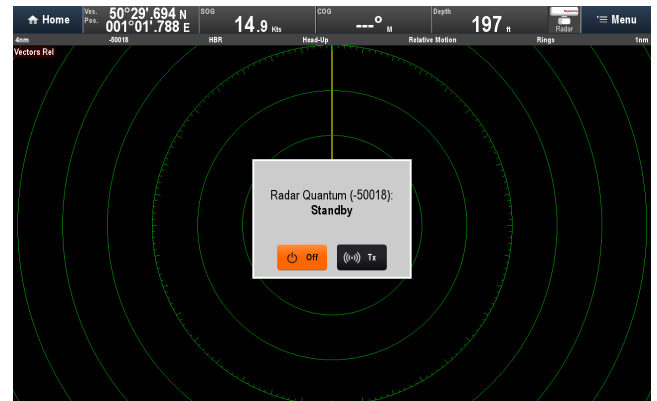 Home
Ves. Pos. 50°29'.694 N
001°01'.788 E
SOG
14.9 Kts
COG
---° M
Depth
197 ft
Radar
Menu
4nm -50018 HBR Head-Up Relative Motion Rings 1nm
Vectors Rel
Radar Quantum (-50018):
Standby
Off Tx